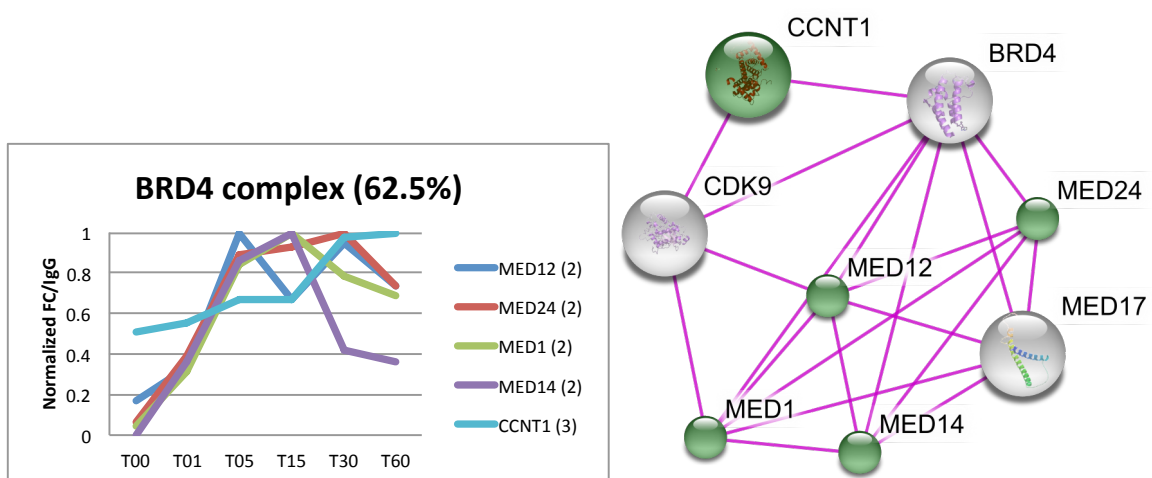 BRD4 complex (62.5%)
Normalized FC/IgG
1
0.8
0.6
0.4
0.2
0
T00 T01 T05 T15 T30 T60
MED12 (2)
MED24 (2)
MED1 (2)
MED14 (2)
CCNT1 (3)
CCNT1
BRD4
CDK9
MED24
MED12
MED17
MED1
MED14